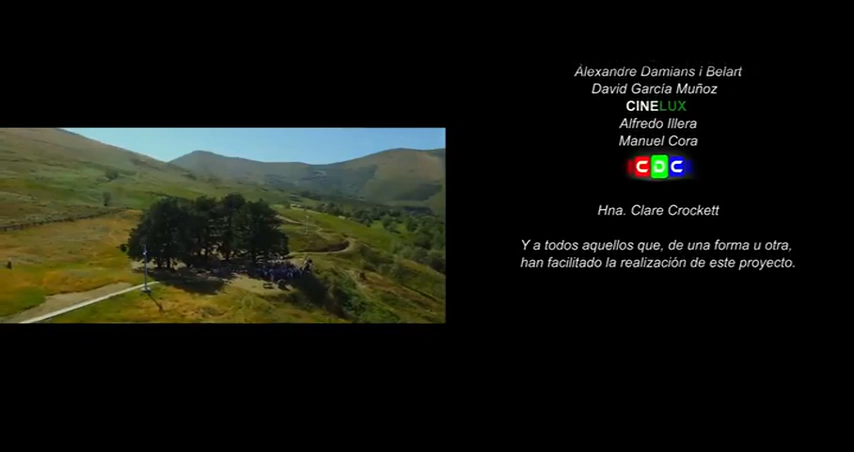 Alexandre Damians i Belart
David García Muñoz
CINELUX
Alfredo Illera
Manuel Cora
CDC
Hna. Clare Crockett
Y a todos aquellos que, de una forma u otra,
han facilitado la realización de este proyecto.